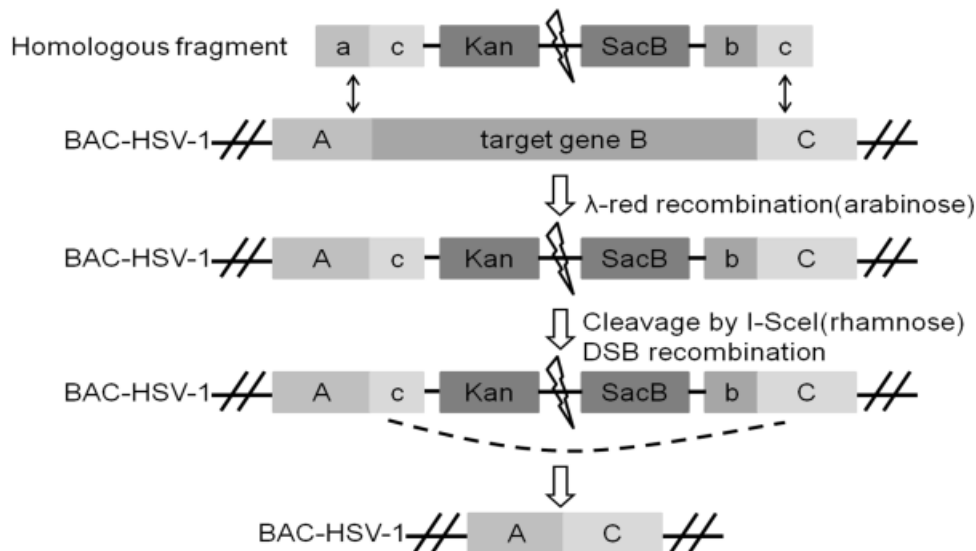 Homologous fragment a c Kan SacB b c
BAC-HSV-1 A target gene B C
λ-red recombination(arabinose)
BAC-HSV-1 A c Kan SacB b C
Cleavage by I-SceI(rhamnose)
DSB recombination
BAC-HSV-1 A c Kan SacB b C
BAC-HSV-1 A C